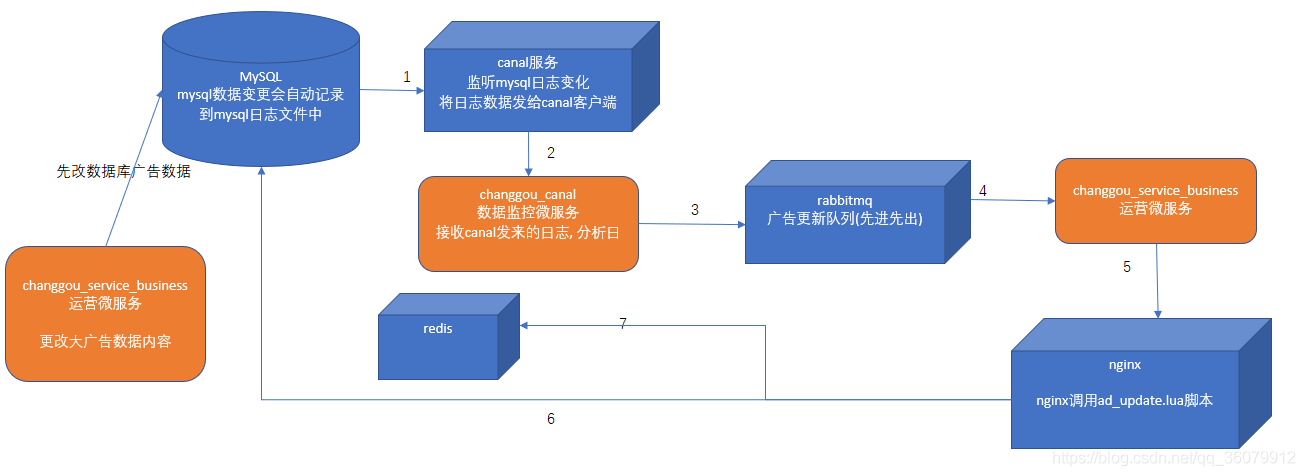 MySQL
mysql数据变更会自动记录
到mysql日志文件中
1
canal服务
监听mysql日志变化
将日志数据发给canal客户端
2
先改数据库广告数据
changgou_canal
数据监控微服务
接收canal发来的日志, 分析日
3
rabbitmq
广告更新队列(先进先出)
4
changgou_service_business
运营微服务
5
changgou_service_business
运营微服务
更改大广告数据内容
redis
7
nginx
nginx调用ad_update.lua脚本
6
https://blog.csdn.net/qq_36079912